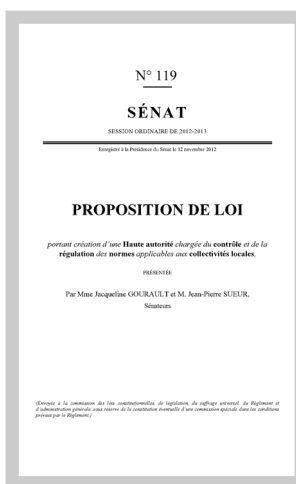 N° 119
SÉNAT
SESSION ORDINAIRE DE 2012-2013
Enregistré à la Présidence du Sénat le 12 novembre 2012
PROPOSITION DE LOI
portant création d'une Haute autorité chargée du contrôle et de la
régulation des normes applicables aux collectivités locales,
PRÉSENTÉE
Par Mme Jacqueline GOURAULT et M. Jean-Pierre SUEUR,
Sénateurs
(Envoyée à la commission des lois constitutionnelles, de législation, du suffrage universel, du Règlement et
d'administration générale, sous réserve de la constitution éventuelle d'une commission spéciale dans les conditions
prévues par le Règlement.)